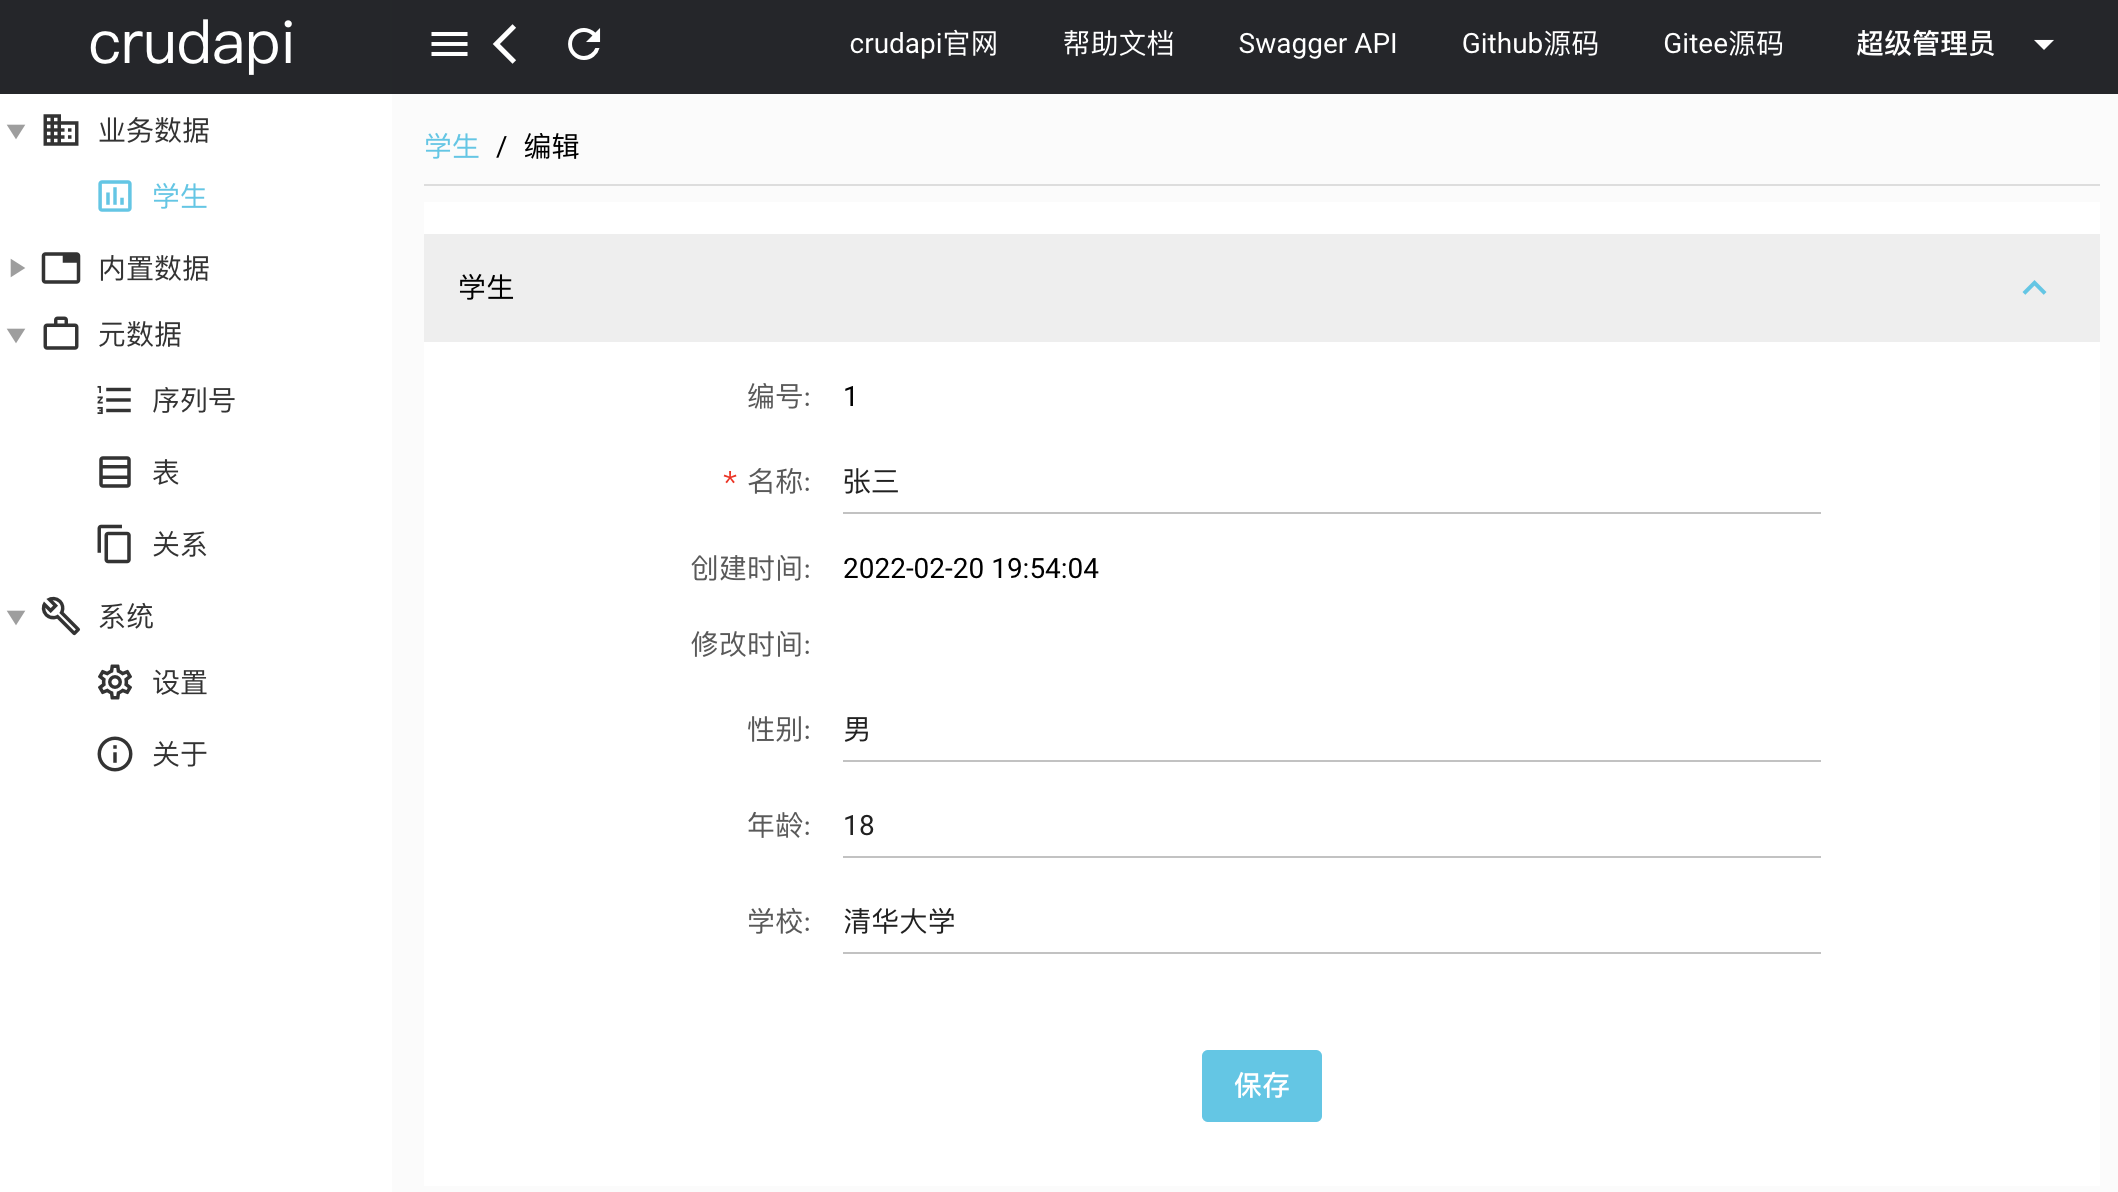 crudapi
crudapi官网 帮助文档 Swagger API Github源码 Gitee源码 超级管理员
业务数据
学生
内置数据
元数据
序列号
表
关系
系统
设置
关于
学生 / 编辑
学生
编号: 1
* 名称: 张三
创建时间: 2022-02-20 19:54:04
修改时间:
性别: 男
年龄: 18
学校: 清华大学
保存